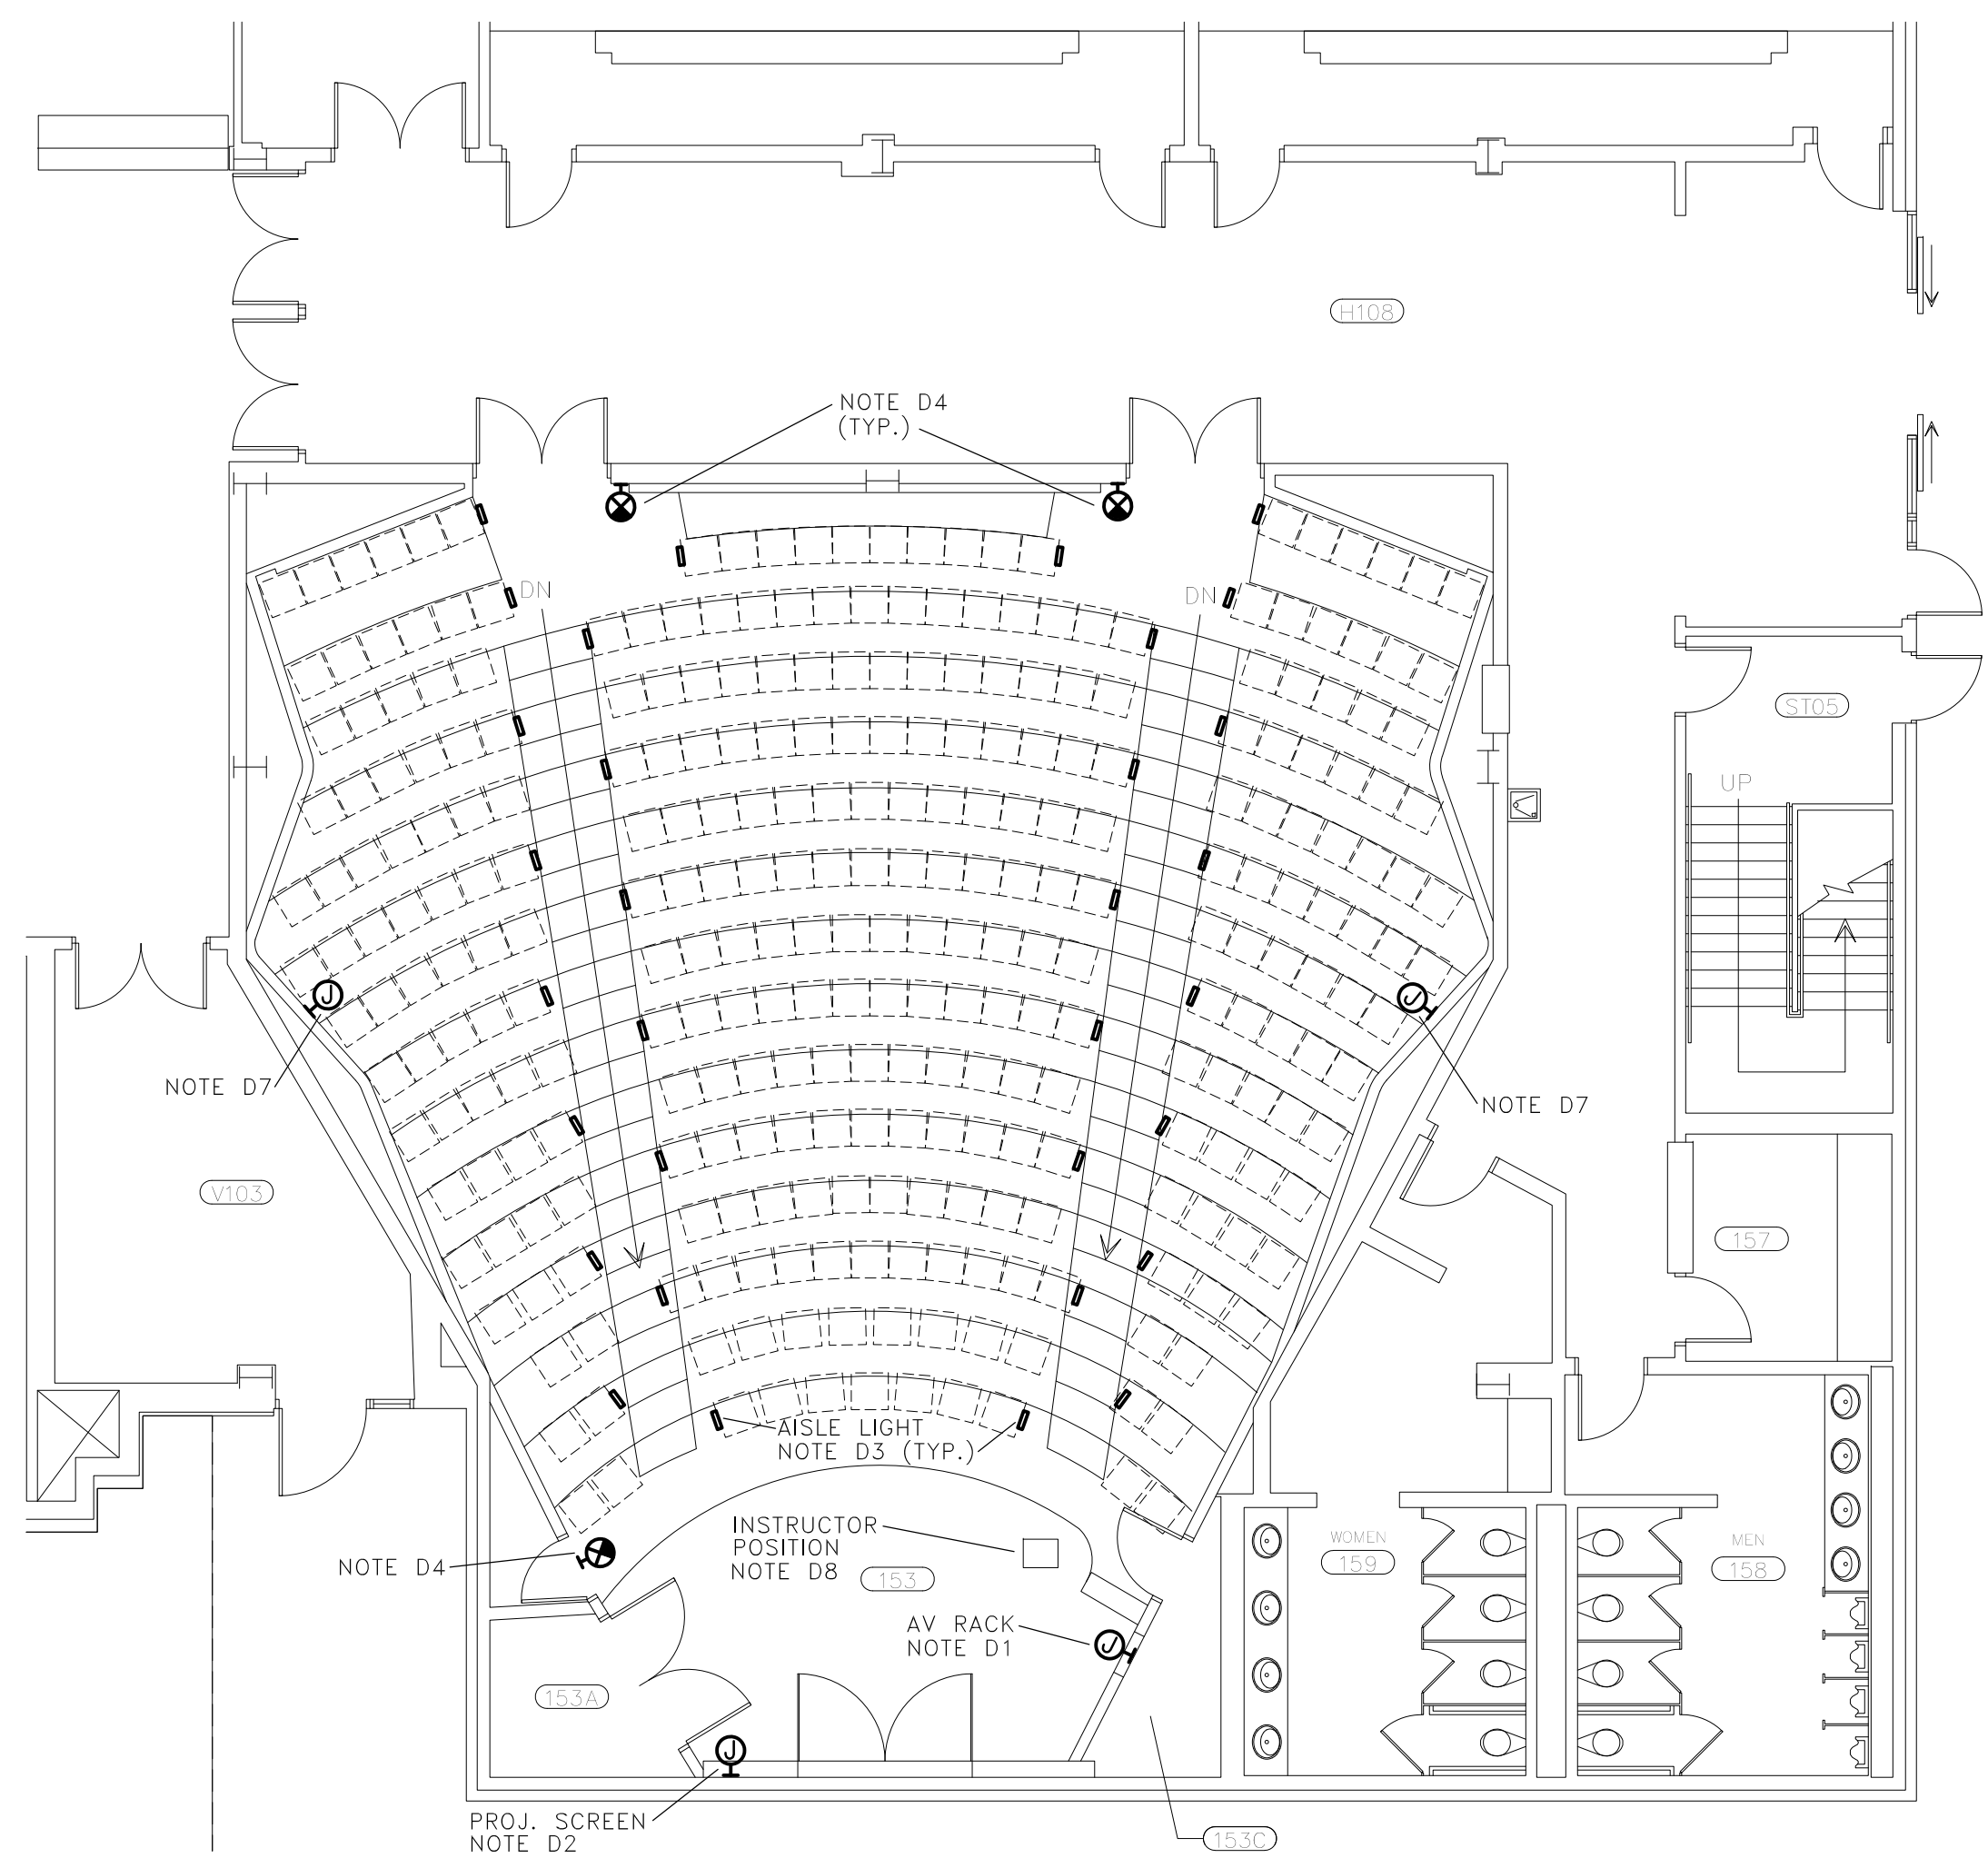 H108
NOTE D4
(TYP.)
DN
DN
ST05
UP
J
J
NOTE D7
NOTE D7
V103
157
AISLE LIGHT
NOTE D3 (TYP.)
INSTRUCTOR
POSITION
NOTE D8
WOMEN
159
MEN
158
NOTE D4
153
AV RACK
NOTE D1
J
153A
J
PROJ. SCREEN
NOTE D2
153C